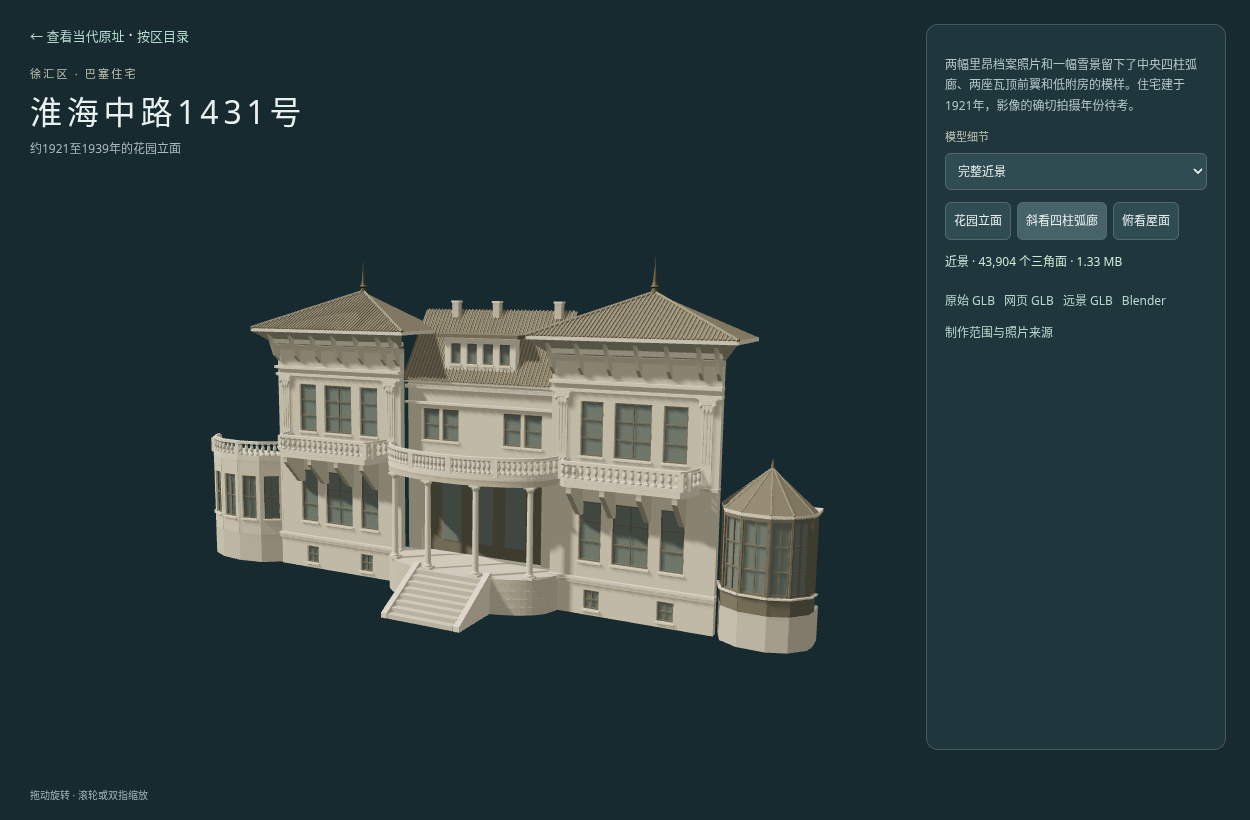 ← 查看当代原址 · 按区目录
徐汇区 · 巴塞住宅
淮海中路1431号
约1921至1939年的花园立面
两幅里昂档案照片和一幅雪景留下了中央四柱弧
廊、两座瓦顶前翼和低附房的模样。住宅建于
1921年，影像的确切拍摄年份待考。
模型细节
完整近景
花园立面 斜看四柱弧廊 俯看屋面
近景 · 43,904 个三角面 · 1.33 MB
原始 GLB 网页 GLB 远景 GLB Blender
制作范围与照片来源
拖动旋转 · 滚轮或双指缩放